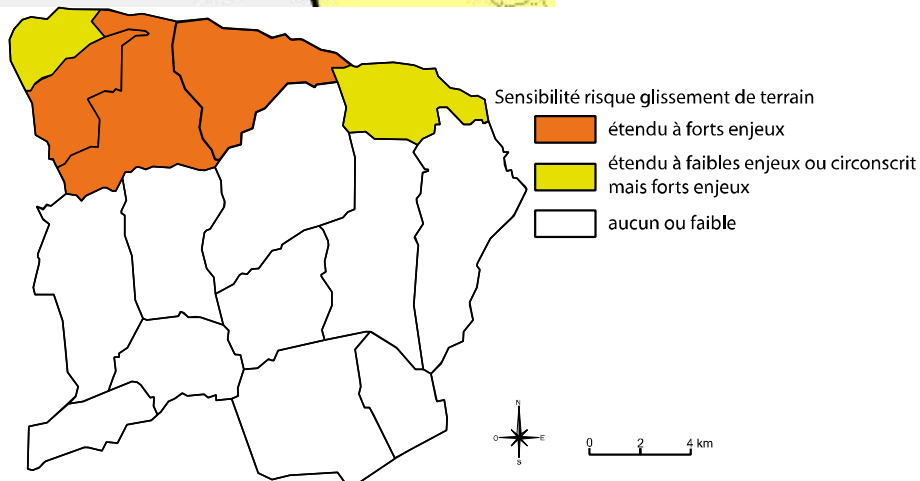 Sensibilité risque glissement de terrain
étendu à forts enjeux
étendu à faibles enjeux ou circonscrit
mais forts enjeux
aucun ou faible
N
O
E
S
0 2 4 km